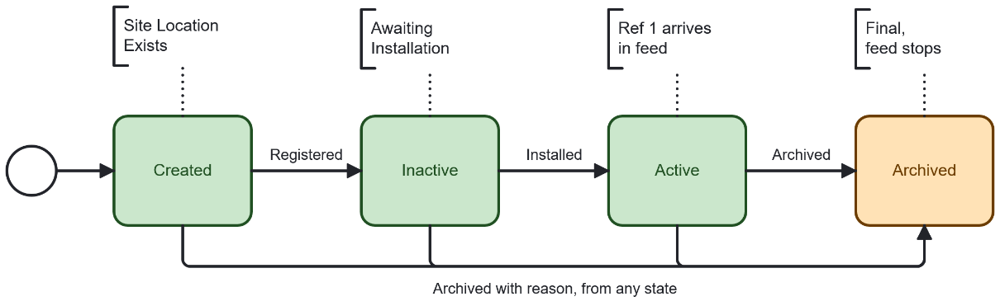 Site Location
Exists
Awaiting
Installation
Ref 1 arrives
in feed
Final,
feed stops
Created
Registered
Inactive
Installed
Active
Archived
Archived
Archived with reason, from any state